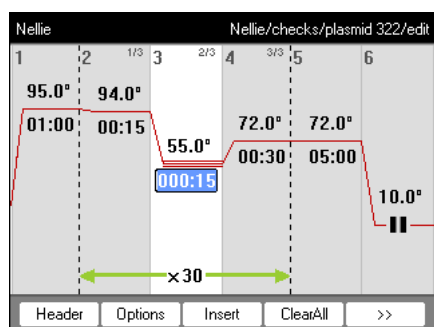 Nellie Nellie/checks/plasmid 322/edit
1 2 1/3 3 2/3 4 3/3 5 6
95.0° 94.0°
01:00 00:15 72.0° 72.0°
55.0° 00:30 05:00
000:15
10.0°
×30
Header Options Insert ClearAll >>